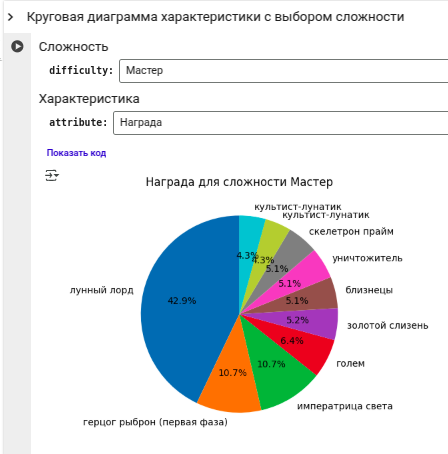 Круговая диаграмма характеристики с выбором сложности
Сложность
difficulty: Мастер
Характеристика
attribute: Награда
Показать код
Награда для сложности Мастер
культист-лунатик
культист-лунатик
скелетрон прайм
уничтожитель
близнецы
золотой слизень
голем
императрица света
герцог рыброн (первая фаза)
лунный лорд
4.3%
4.3%
5.1%
5.1%
5.1%
5.2%
6.4%
10.7%
10.7%
42.9%